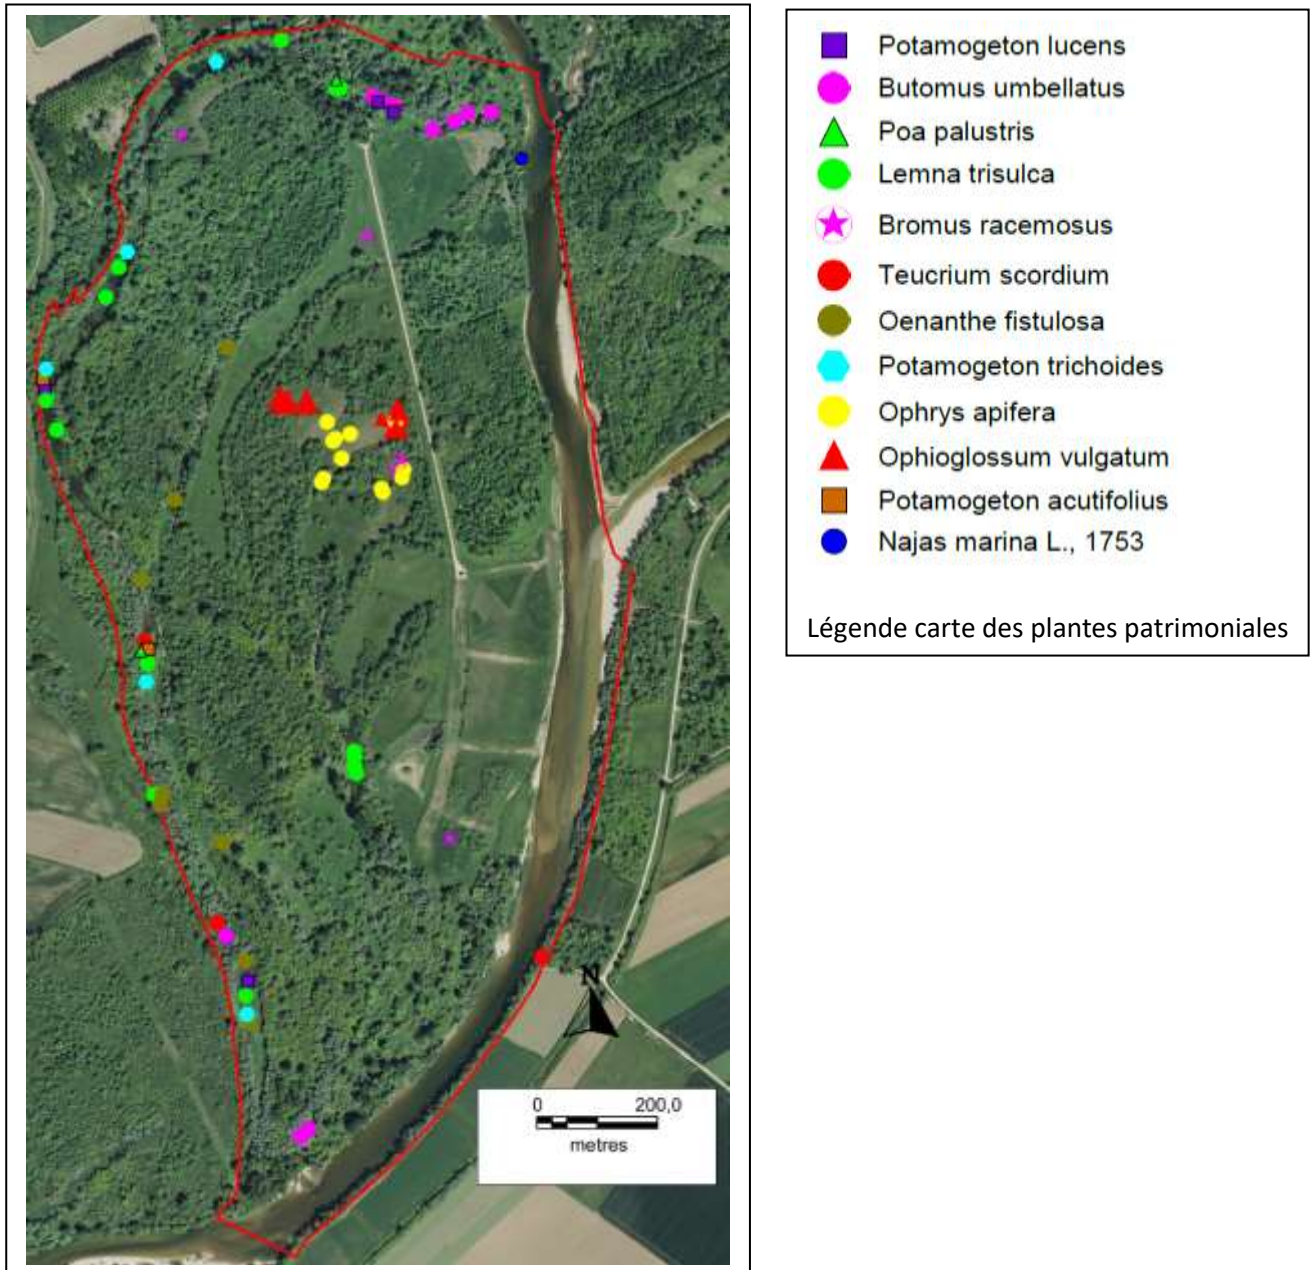 Potamogeton lucens
Butomus umbellatus
Poa palustris
Lemna trisulca
Bromus racemosus
Teucrium scordium
Oenanthe fistulosa
Potamogeton trichoides
Ophrys apifera
Ophioglossum vulgatum
Potamogeton acutifolius
Najas marina L., 1753
Légende carte des plantes patrimoniales
N
0 200,0
metres